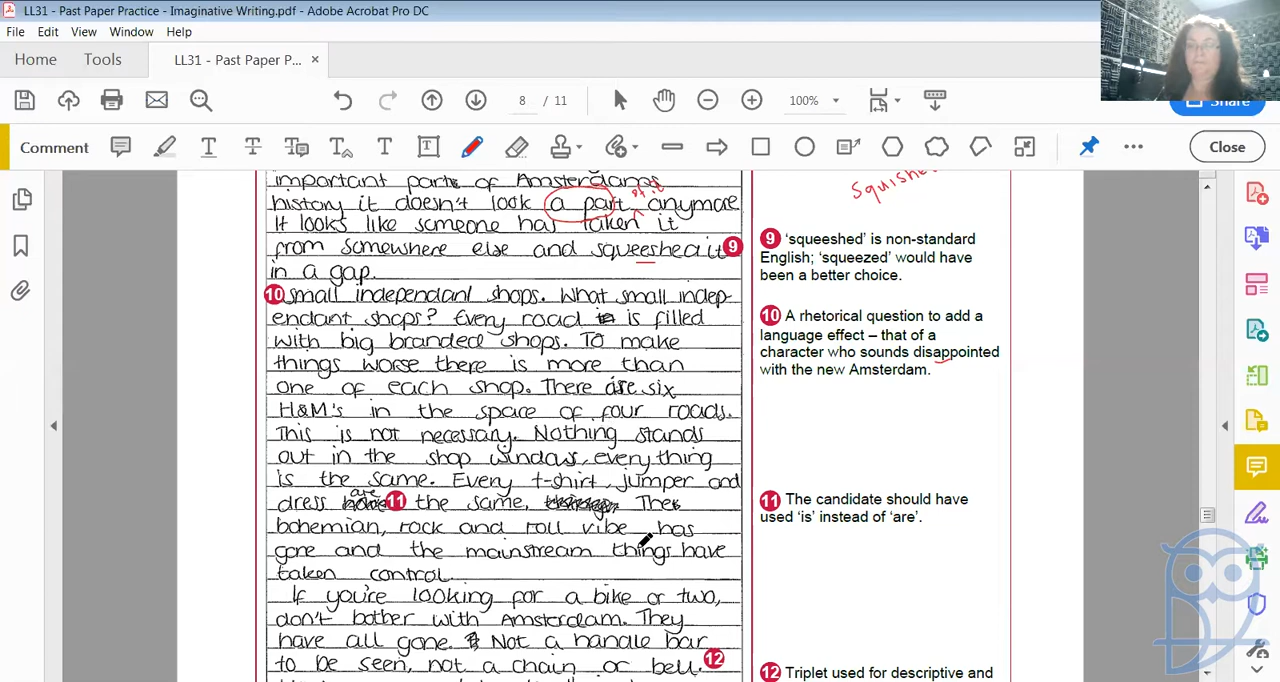 LL31 - Past Paper Practice - Imaginative Writing.pdf - Adobe Acrobat Pro DC
File Edit View Window Help
Home Tools LL31 - Past Paper P... ×
8 / 11 100% Share
Comment Close
important parts of Amsterdams
history it doesn't look a part of it anymore
It looks like someone has taken it
from somewhere else and squeeshed it 9
in a gap.
10 small independant shops. What small indep-
endant shops? Every road is filled
with big branded shops. To make
things worse there is more than
one of each shop. There are six
H&M's in the space of four roads.
This is not necessary. Nothing stands
out in the shop windows, everything
is the same. Every t-shirt, jumper and
dress are 11 the same. The
bohemian, rock and roll vibe has
gone and the mainstream things have
taken control.
If you're looking for a bike or two,
don't bother with Amsterdam. They
have all gone. Not a handle bar
to be seen, not a chain or bell. 12
Squishe
9 'squeeshed' is non-standard
English; 'squeezed' would have
been a better choice.
10 A rhetorical question to add a
language effect – that of a
character who sounds disappointed
with the new Amsterdam.
11 The candidate should have
used 'is' instead of 'are'.
12 Triplet used for descriptive and